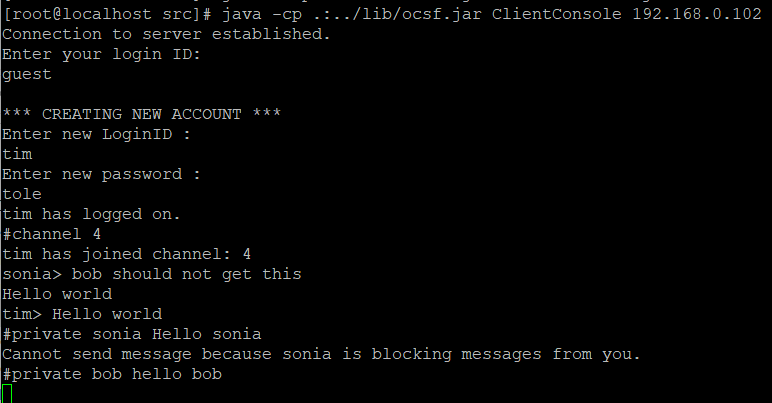 [root@localhost src]# java -cp .:../lib/ocsf.jar ClientConsole 192.168.0.102
Connection to server established.
Enter your login ID:
guest
*** CREATING NEW ACCOUNT ***
Enter new LoginID :
tim
Enter new password :
tole
tim has logged on.
#channel 4
tim has joined channel: 4
sonia> bob should not get this
Hello world
tim> Hello world
#private sonia Hello sonia
Cannot send message because sonia is blocking messages from you.
#private bob hello bob